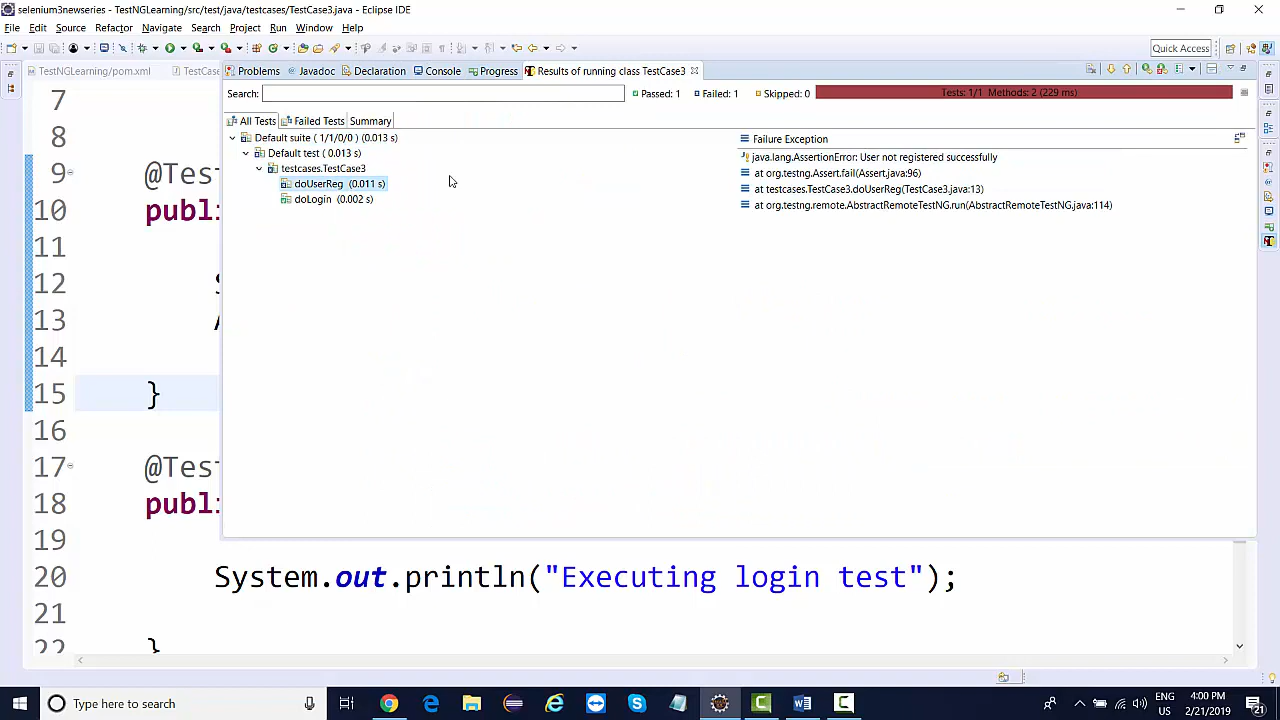 selenium3newseries - TestNGLearning/src/test/java/testcases/TestCase3.java - Eclipse IDE
File Edit Source Refactor Navigate Search Project Run Window Help
Quick Access
TestNGLearning/pom.xml TestCase
Problems Javadoc Declaration Console Progress Results of running class TestCase3
Search: Passed: 1 Failed: 1 Skipped: 0 Tests: 1/1 Methods: 2 (229 ms)
All Tests Failed Tests Summary
Default suite ( 1/1/0/0 ) (0.013 s)
Default test ( 0.013 s)
testcases.TestCase3
doUserReg (0.011 s)
doLogin (0.002 s)
Failure Exception
java.lang.AssertionError: User not registered successfully
at org.testng.Assert.fail(Assert.java:96)
at testcases.TestCase3.doUserReg(TestCase3.java:13)
at org.testng.remote.AbstractRemoteTestNG.run(AbstractRemoteTestNG.java:114)
7
8
9 @Tes
10 publi
11
12
13
14
15 }
16
17 @Tes
18 publi
19
20 System.out.println("Executing login test");
21
22 }
Type here to search
ENG
US
4:00 PM
2/21/2019
21